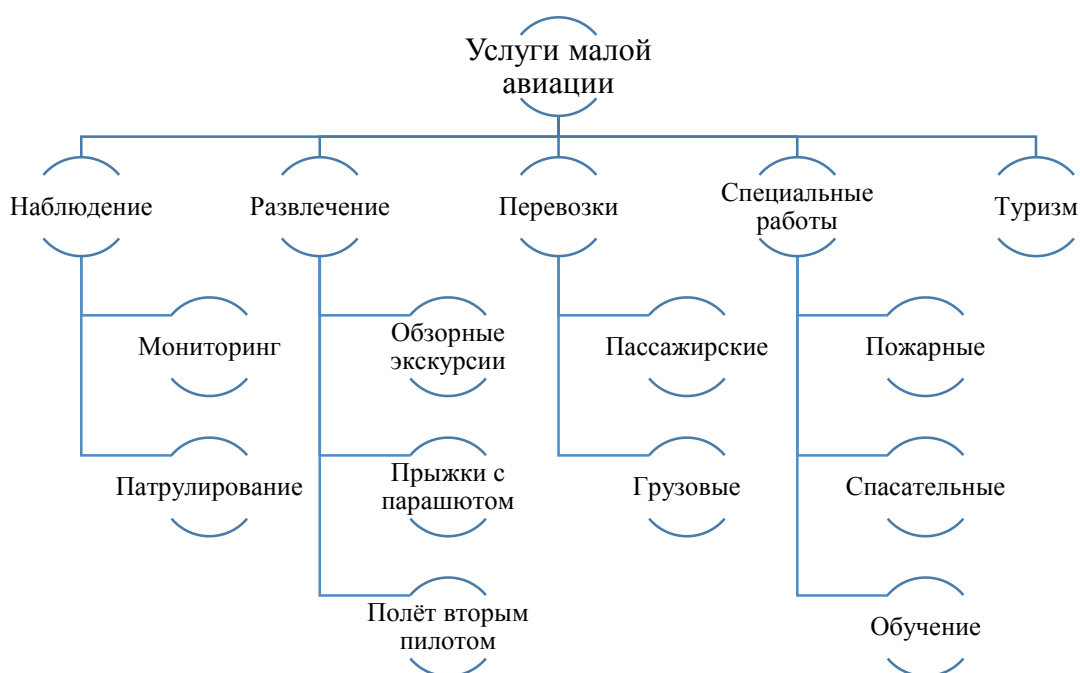 Услуги малой
авиации
Наблюдение
Развлечение
Перевозки
Специальные
работы
Туризм
Мониторинг
Обзорные
экскурсии
Пассажирские
Пожарные
Патрулирование
Прыжки с
парашютом
Грузовые
Спасательные
Полёт вторым
пилотом
Обучение